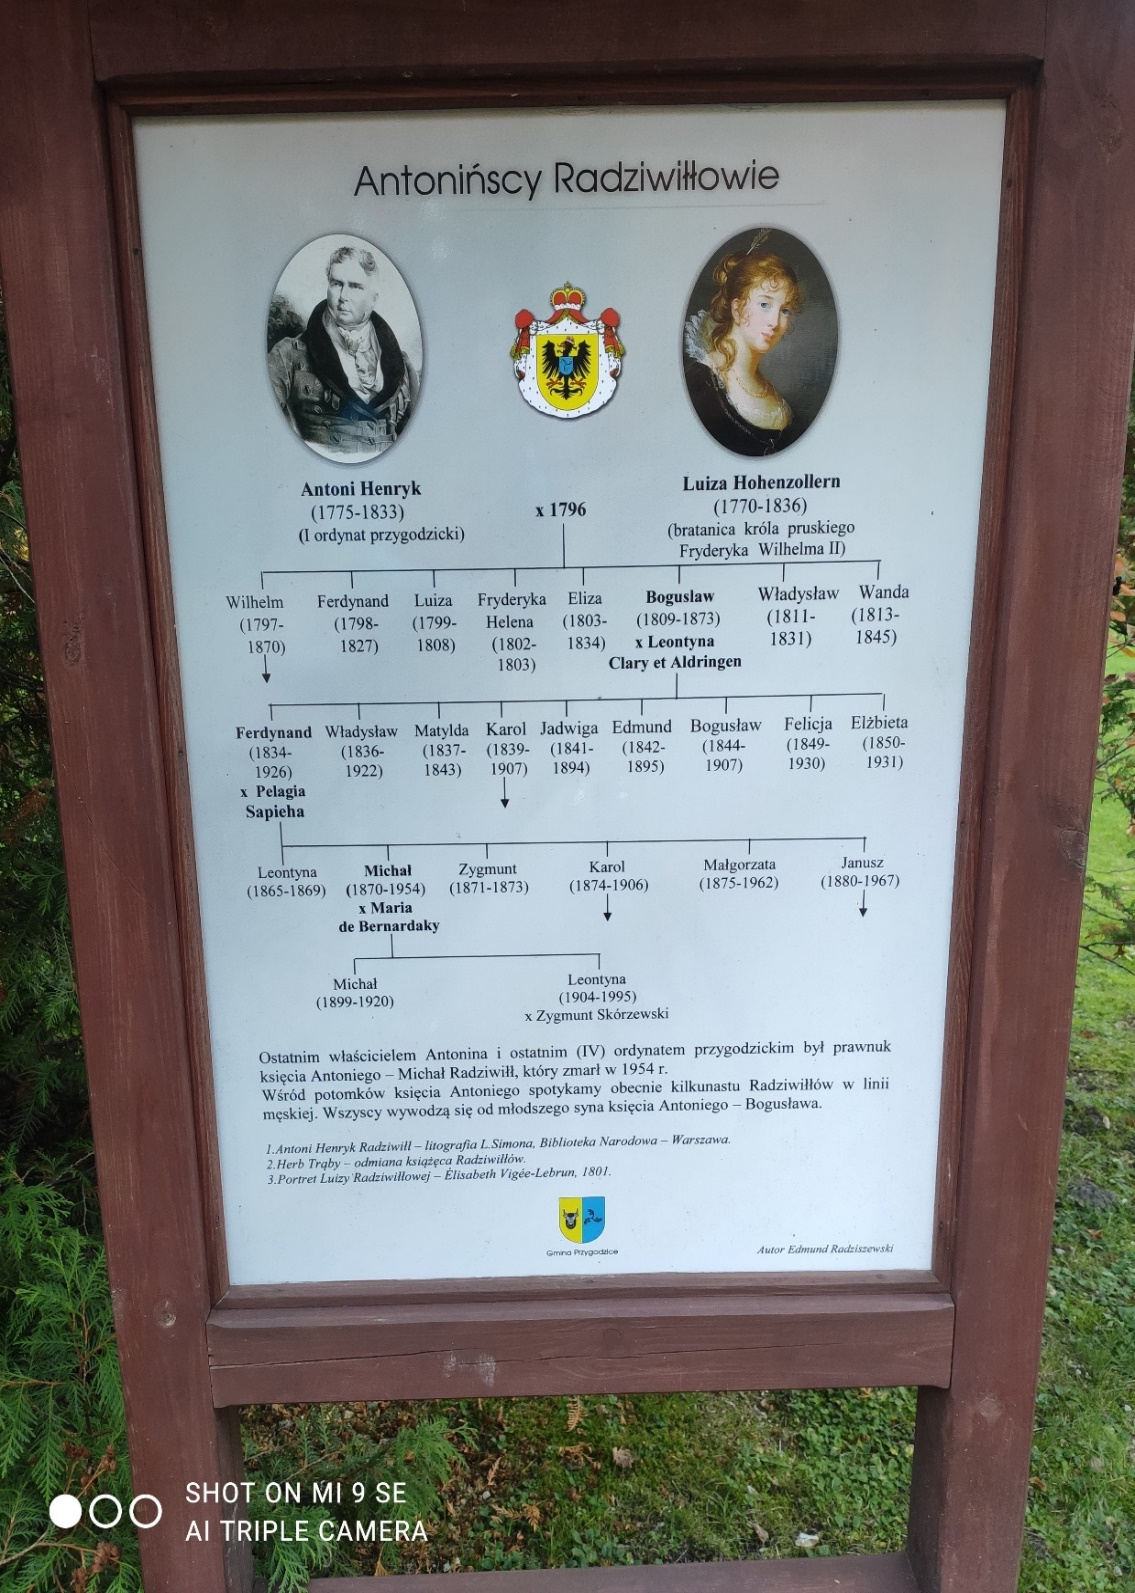 Antonińscy Radziwiłłowie
Antoni Henryk
(1775-1833)
(I ordynat przygodzicki)
x 1796
Luiza Hohenzollern
(1770-1836)
(bratanica króla pruskiego
Fryderyka Wilhelma II)
Wilhelm
(1797-
1870)
Ferdynand
(1798-
1827)
Luiza
(1799-
1808)
Fryderyka
Helena
(1802-
1803)
Eliza
(1803-
1834)
Bogusław
(1809-1873)
x Leontyna
Clary et Aldringen
Władysław
(1811-
1831)
Wanda
(1813-
1845)
Ferdynand
(1834-
1926)
x Pelagia
Sapieha
Władysław
(1836-
1922)
Matylda
(1837-
1843)
Karol
(1839-
1907)
Jadwiga
(1841-
1894)
Edmund
(1842-
1895)
Bogusław
(1844-
1907)
Felicja
(1849-
1930)
Elżbieta
(1850-
1931)
Leontyna
(1865-1869)
Michał
(1870-1954)
x Maria
de Bernardaky
Zygmunt
(1871-1873)
Karol
(1874-1906)
Małgorzata
(1875-1962)
Janusz
(1880-1967)
Michał
(1899-1920)
Leontyna
(1904-1995)
x Zygmunt Skórzewski
Ostatnim właścicielem Antonina i ostatnim (IV) ordynatem przygodzickim był prawnuk
księcia Antoniego – Michał Radziwiłł, który zmarł w 1954 r.
Wśród potomków księcia Antoniego spotykamy obecnie kilkunastu Radziwiłłów w linii
męskiej. Wszyscy wywodzą się od młodszego syna księcia Antoniego – Bogusława.
1.Antoni Henryk Radziwiłł – litografia L.Simona, Biblioteka Narodowa – Warszawa.
2.Herb Trąby – odmiana książęca Radziwiłłów.
3.Portret Luizy Radziwiłłowej – Élisabeth Vigée-Lebrun, 1801.
Gmina Przygodzice
Autor Edmund Radziszewski
SHOT ON MI 9 SE
AI TRIPLE CAMERA